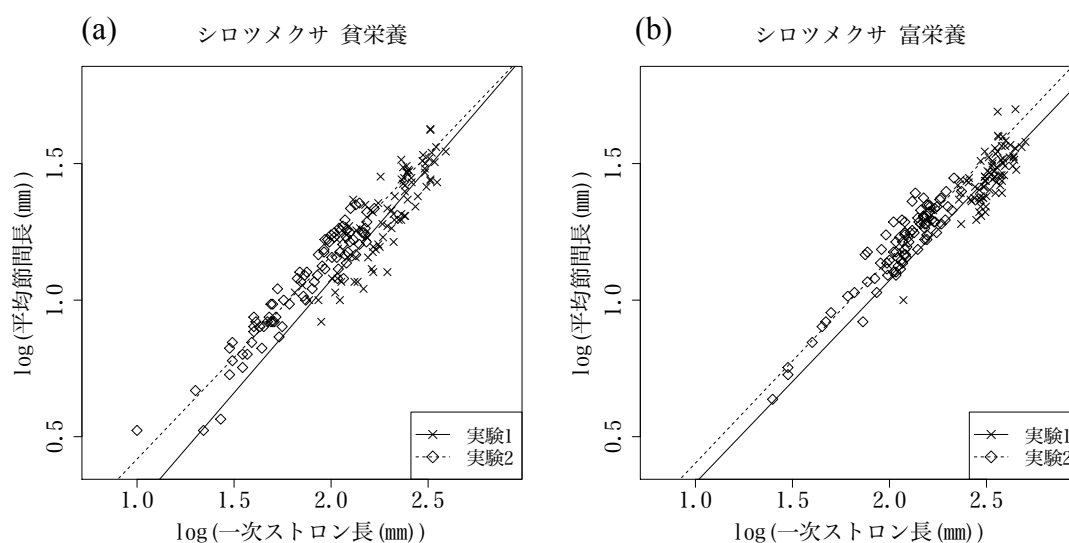 (a) シロツメクサ 貧栄養
log(平均節間長(mm))
1.5
1.0
0.5
1.0 1.5 2.0 2.5
log(一次ストロン長(mm))
実験1
実験2
(b) シロツメクサ 富栄養
log(平均節間長(mm))
1.5
1.0
0.5
1.0 1.5 2.0 2.5
log(一次ストロン長(mm))
実験1
実験2